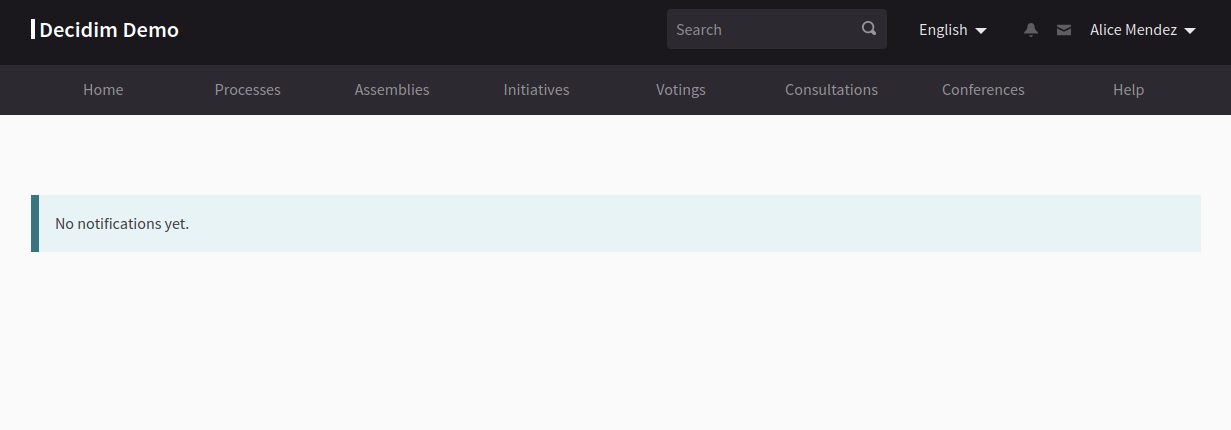 Decidim Demo
Search
English
Alice Mendez
Home
Processes
Assemblies
Initiatives
Votings
Consultations
Conferences
Help
No notifications yet.